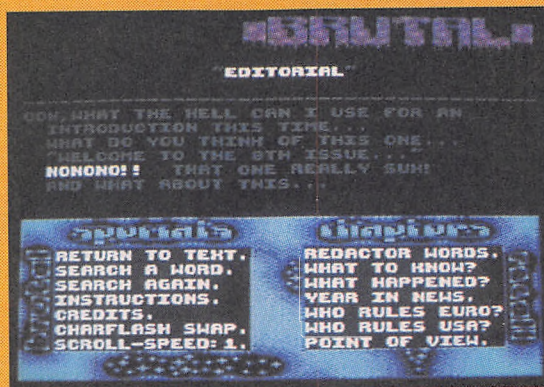 BRUTAL
"EDITORIAL"
OOH,WHAT THE HELL CAN I USE FOR AN
INTRODUCTION THIS TIME...
WHAT DO YOU THINK OF THIS ONE...
"WELCOME TO THE 8TH ISSUE..."
NONONO!! THAT ONE REALLY SUX!
AND WHAT ABOUT THIS...
specials
chapters
RETURN TO TEXT.
SEARCH A WORD.
SEARCH AGAIN.
INSTRUCTIONS.
CREDITS.
CHARFLASH SWAP.
SCROLL-SPEED:1.
REDACTOR WORDS.
WHAT TO KNOW?
WHAT HAPPENED?
YEAR IN NEWS.
WHO RULES EURO?
WHO RULES USA?
POINT OF VIEW.